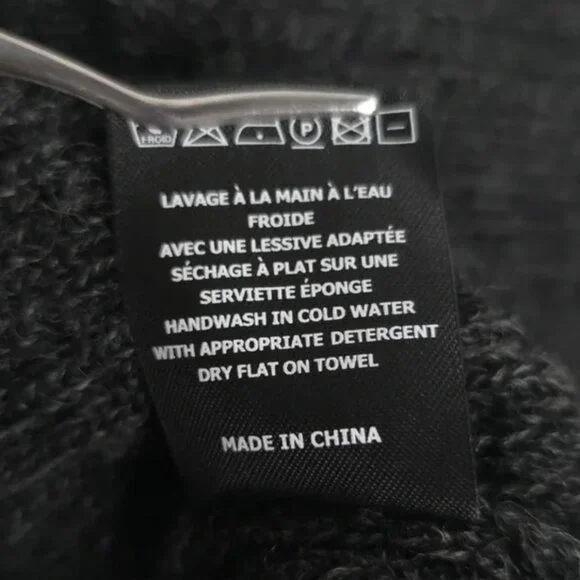 FROID
P
LAVAGE À LA MAIN À L'EAU
FROIDE
AVEC UNE LESSIVE ADAPTÉE
SÉCHAGE À PLAT SUR UNE
SERVIETTE ÉPONGE
HANDWASH IN COLD WATER
WITH APPROPRIATE DETERGENT
DRY FLAT ON TOWEL
MADE IN CHINA